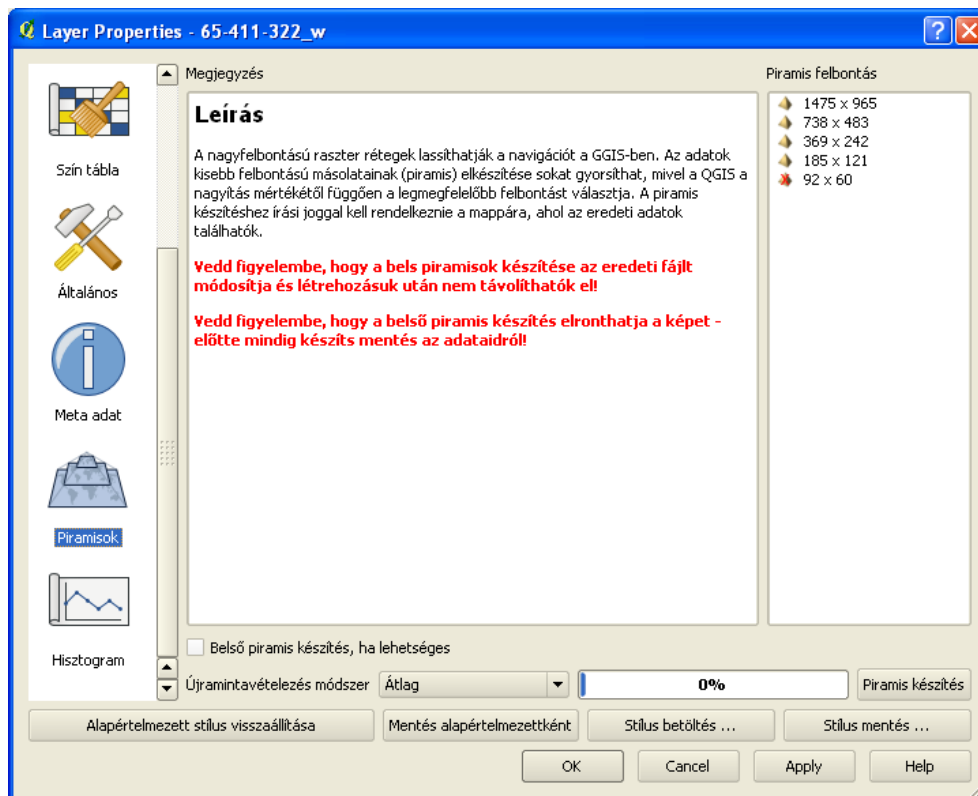 Layer Properties - 65-411-322_w
Szín tábla
Általános
Meta adat
Piramisok
Hisztogram
Megjegyzés
Leírás
A nagyfelbontású raszter rétegek lassíthatják a navigációt a GGIS-ben. Az adatok
kisebb felbontású másolatainak (piramis) elkészítése sokat gyorsíthat, mivel a QGIS a
nagyítás mértékétől függően a legmegfelelőbb felbontást választja. A piramis
készítéshez írási joggal kell rendelkeznie a mappára, ahol az eredeti adatok
találhatók.
Vedd figyelembe, hogy a bels piramisok készítése az eredeti fájlt
módosítja és létrehozásuk után nem távolíthatók el!
Vedd figyelembe, hogy a belső piramis készítés elronthatja a képet -
előtte mindig készíts mentés az adataidról!
Piramis felbontás
1475 x 965
738 x 483
369 x 242
185 x 121
92 x 60
Belső piramis készítés, ha lehetséges
Újramintavételezés módszer Átlag 0% Piramis készítés
Alapértelmezett stílus visszaállítása Mentés alapértelmezettként Stílus betöltés ... Stílus mentés ...
OK Cancel Apply Help